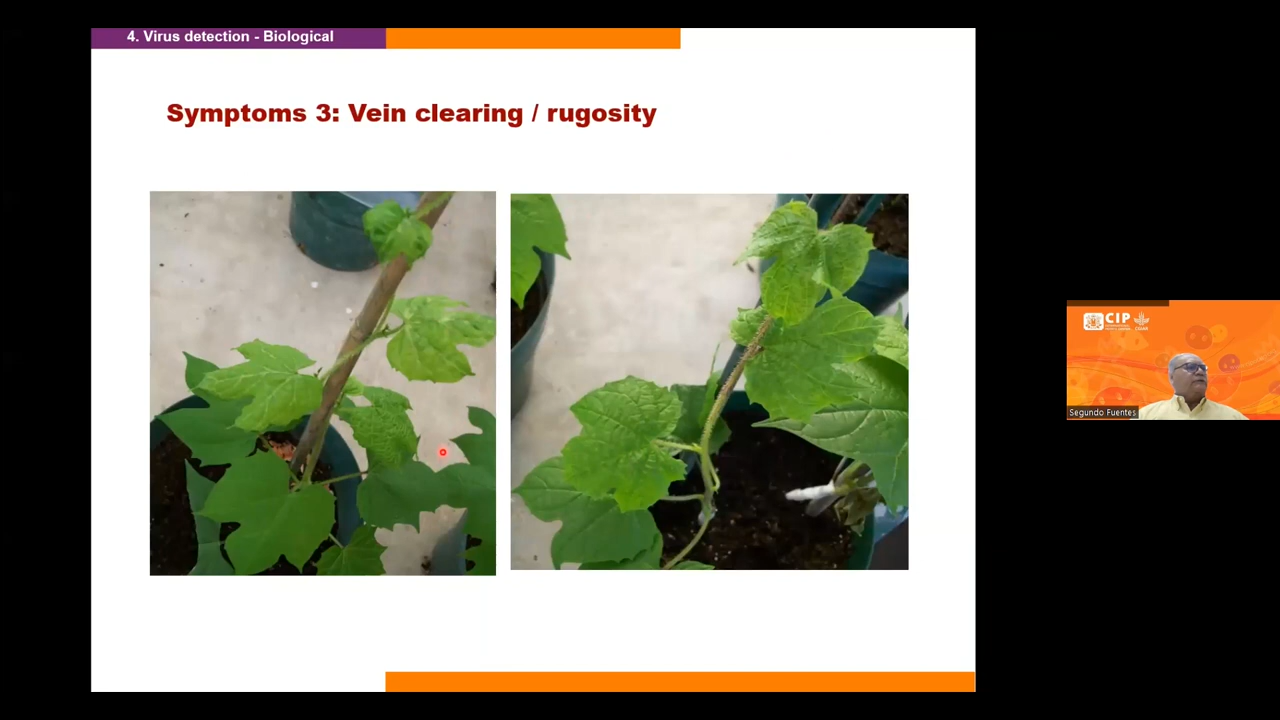 4. Virus detection - Biological
Symptoms 3: Vein clearing / rugosity
CIP
Segundo Fuentes